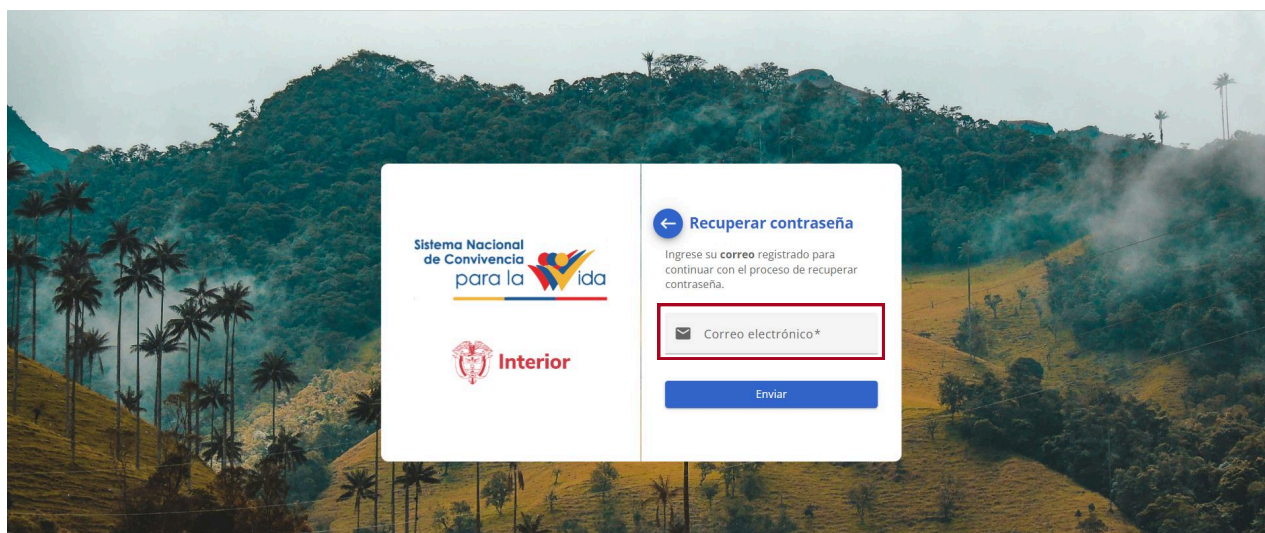 Sistema Nacional
de Convivencia
para la Vida
Interior
Recuperar contraseña
Ingrese su correo registrado para
continuar con el proceso de recuperar
contraseña.
Correo electrónico*
Enviar